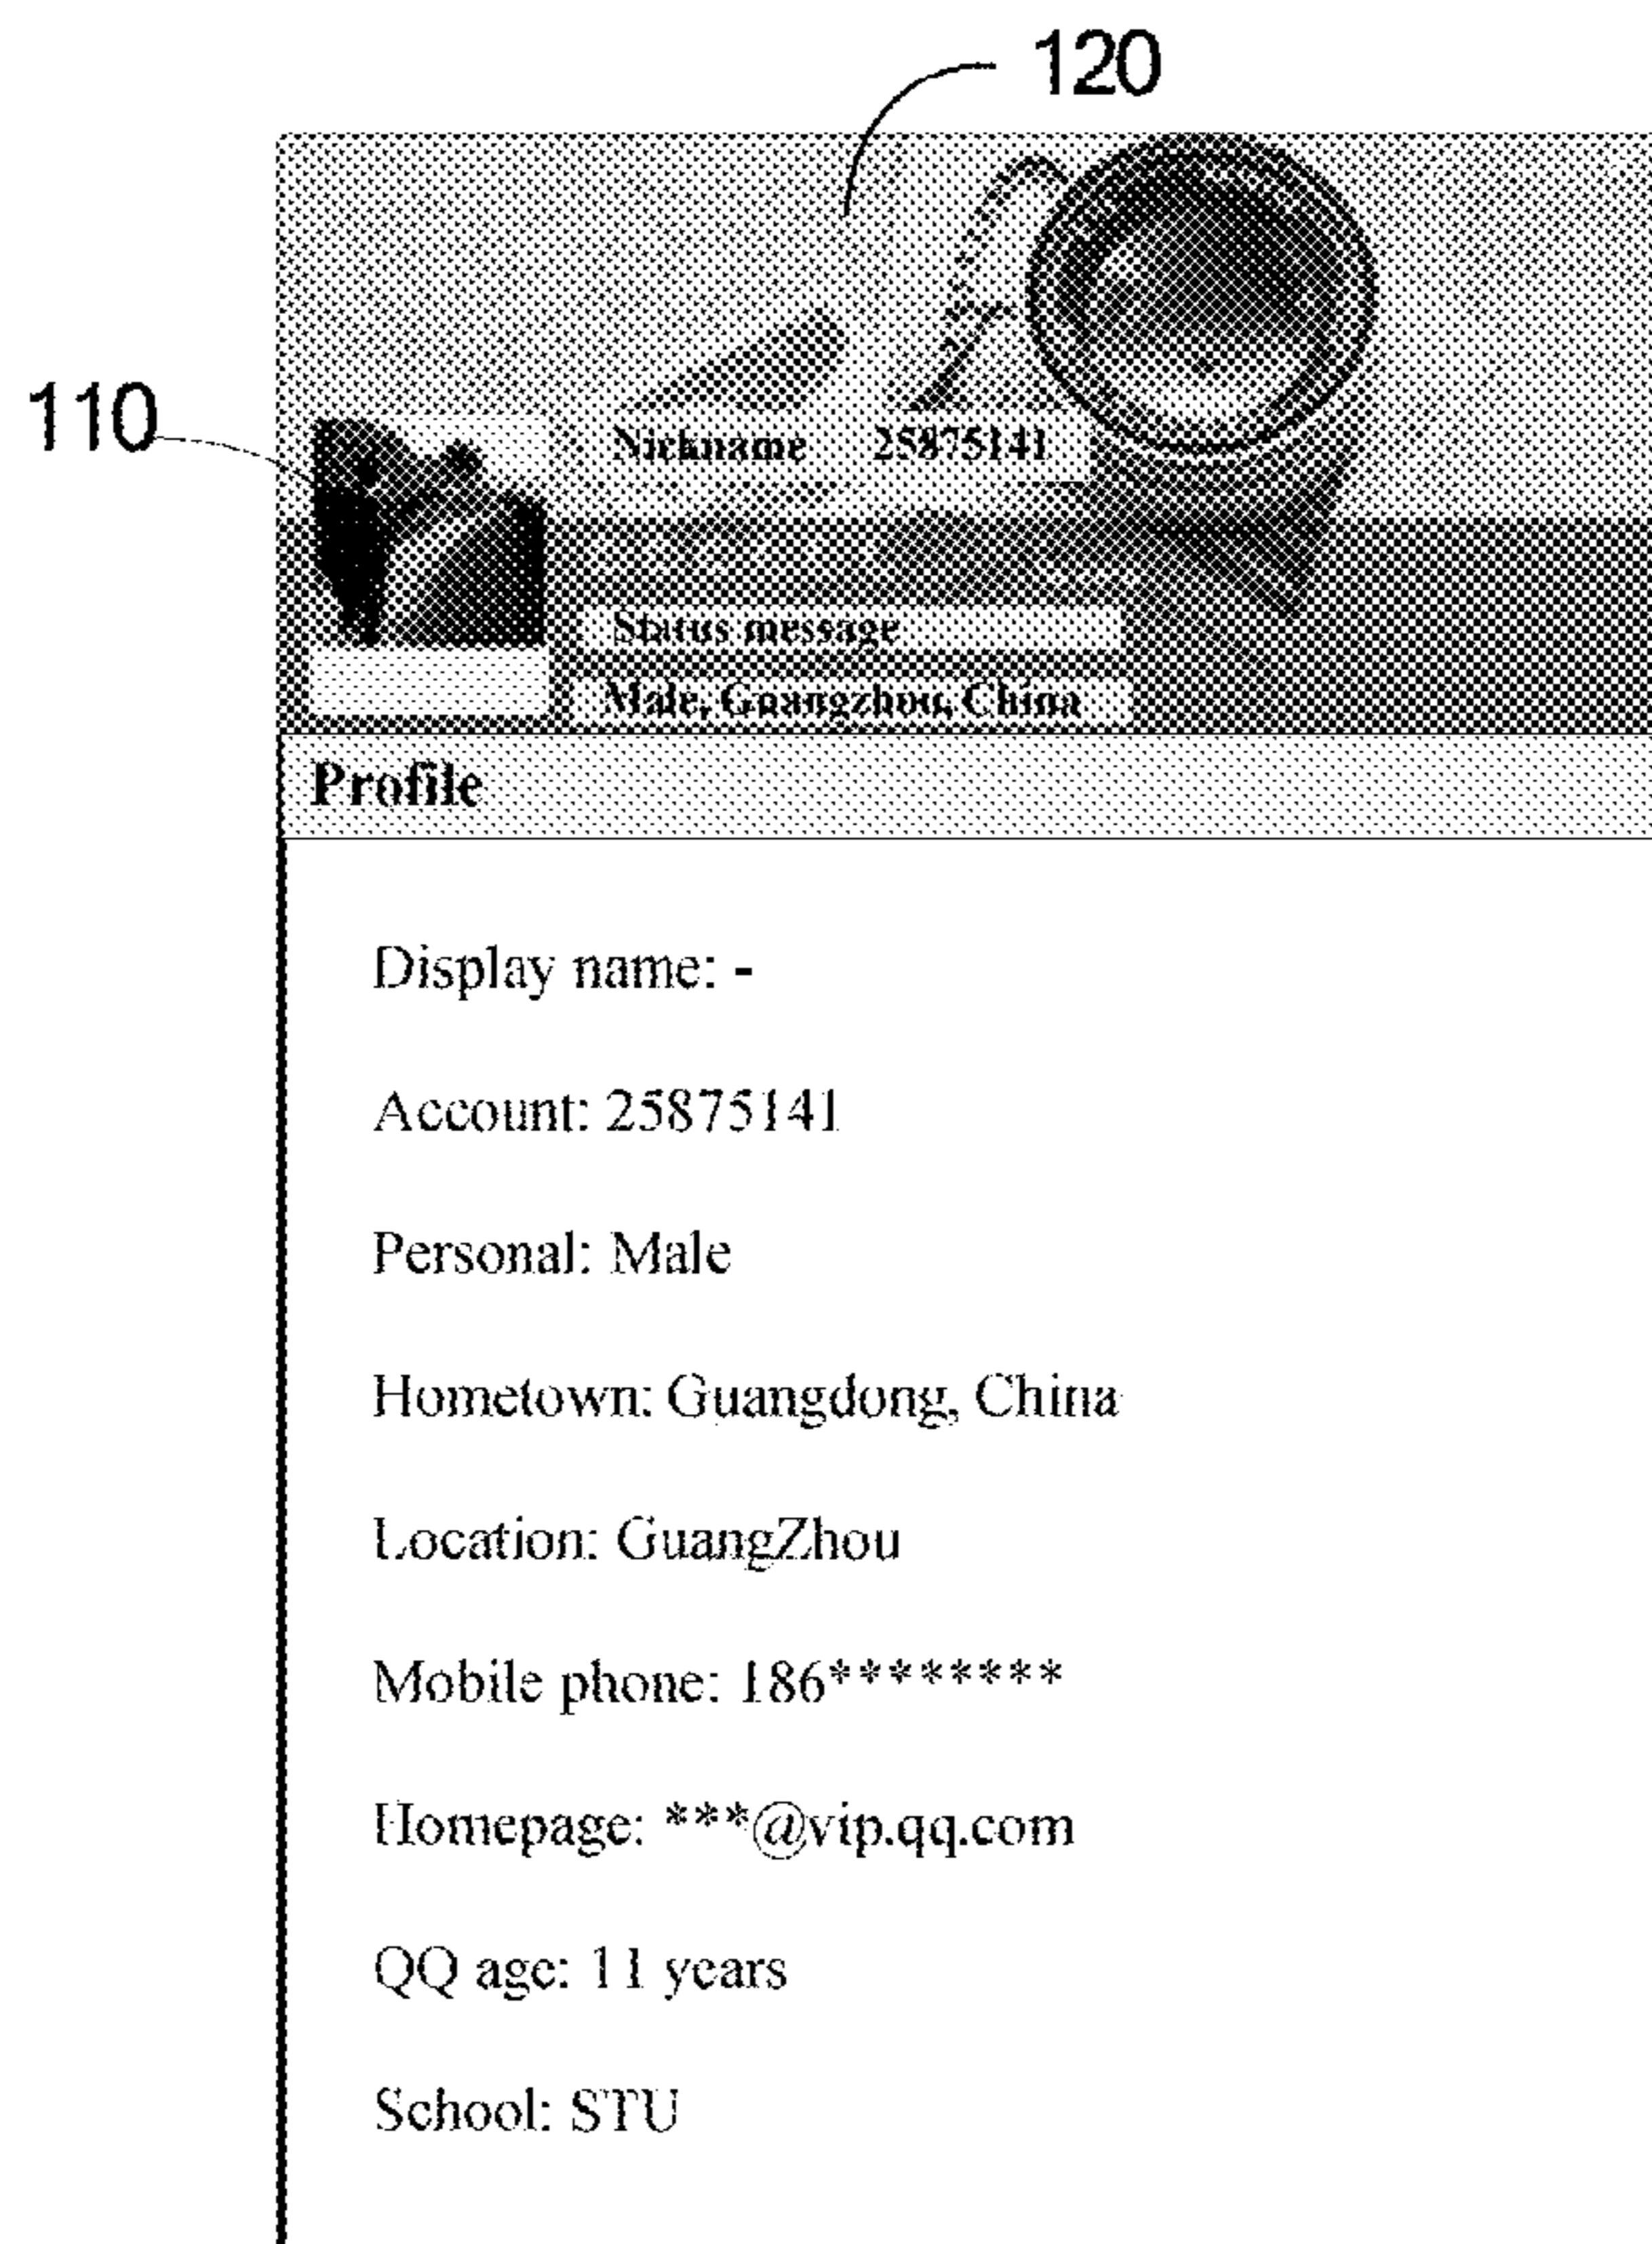 120
110
Nickname 25875141
Status message
Male, Guangzhou, China
Profile
Display name: -
Account: 25875141
Personal: Male
Hometown: Guangdong, China
Location: GuangZhou
Mobile phone: 186********
Homepage: ***@vip.qq.com
QQ age: 11 years
School: STU